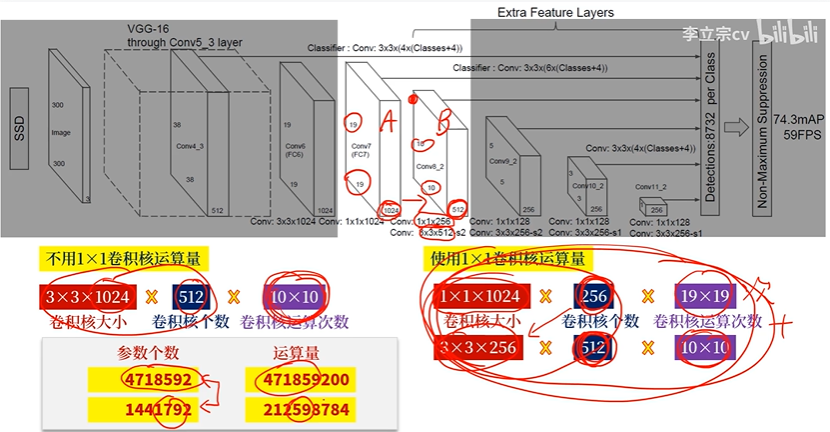 李立宗cv bilibili
Extra Feature Layers
VGG-16
through Conv5_3 layer
Classifier : Conv: 3x3x(4x(Classes+4))
Classifier : Conv: 3x3x(6x(Classes+4))
SSD
300
Image
300
3
38
Conv4_3
38
512
19
Conv6
(FC6)
19
1024
19
Conv7
(FC7)
19
1024
A
B
10
Conv8_2
10
512
5
Conv9_2
5
256
Conv: 3x3x(4x(Classes+4))
3
Conv10_2
3
256
Conv11_2
256
Detections:8732 per Class
Non-Maximum Suppression
74.3mAP
59FPS
Conv: 3x3x1024 Conv: 1x1x1024 Conv: 1x1x256 Conv: 1x1x128 Conv: 1x1x128 Conv: 1x1x128
Conv: 3x3x512-s2 Conv: 3x3x256-s2 Conv: 3x3x256-s1 Conv: 3x3x256-s1
不用1×1卷积核运算量
3×3×1024 × 512 × 10×10
卷积核大小 卷积核个数 卷积核运算次数
参数个数 运算量
4718592 471859200
1441792 212598784
使用1×1卷积核运算量
1×1×1024 × 256 × 19×19
卷积核大小 卷积核个数 卷积核运算次数
+
3×3×256 × 512 × 10×10